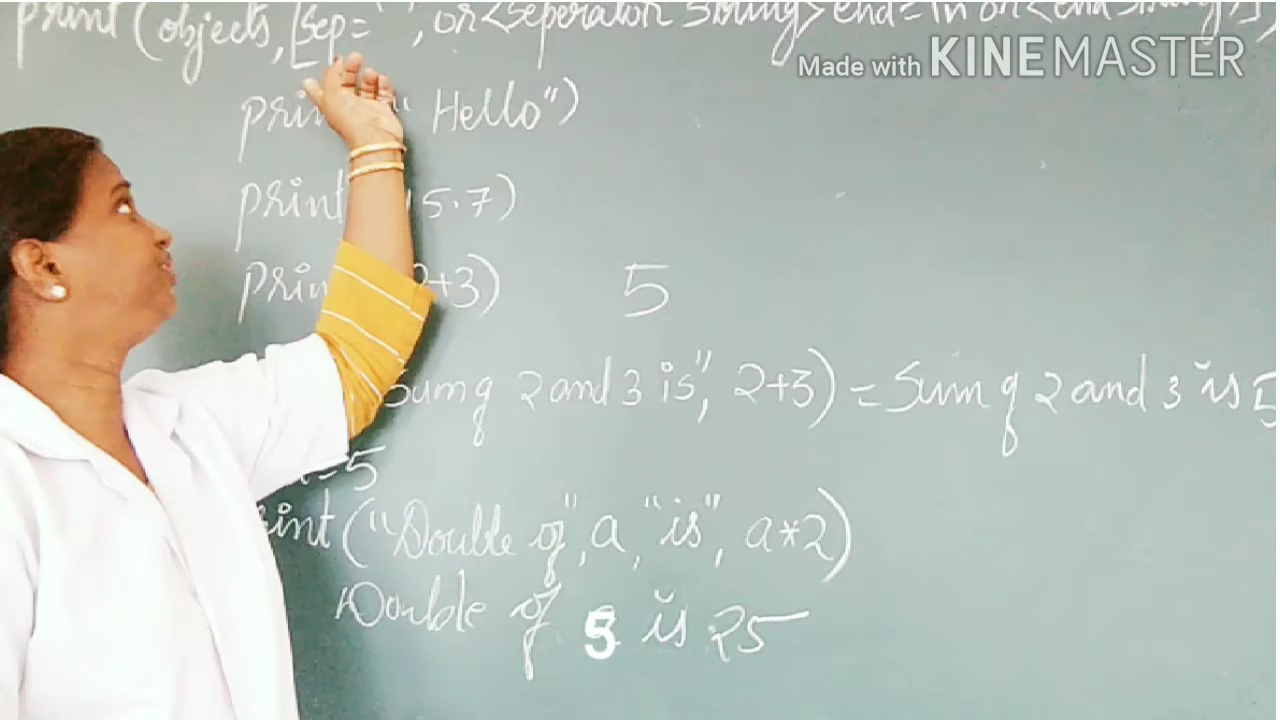 print (objects, [sep=" ", or <seperator string> end=\n or <end string>])
Made with KINEMASTER
print "Hello")
print 15.7)
print 2+3) 5
Sum of 2 and 3 is", 2+3) = Sum of 2 and 3 is 5
a=5
print ("Double of", a, "is", a*2)
Double of 5 is 25